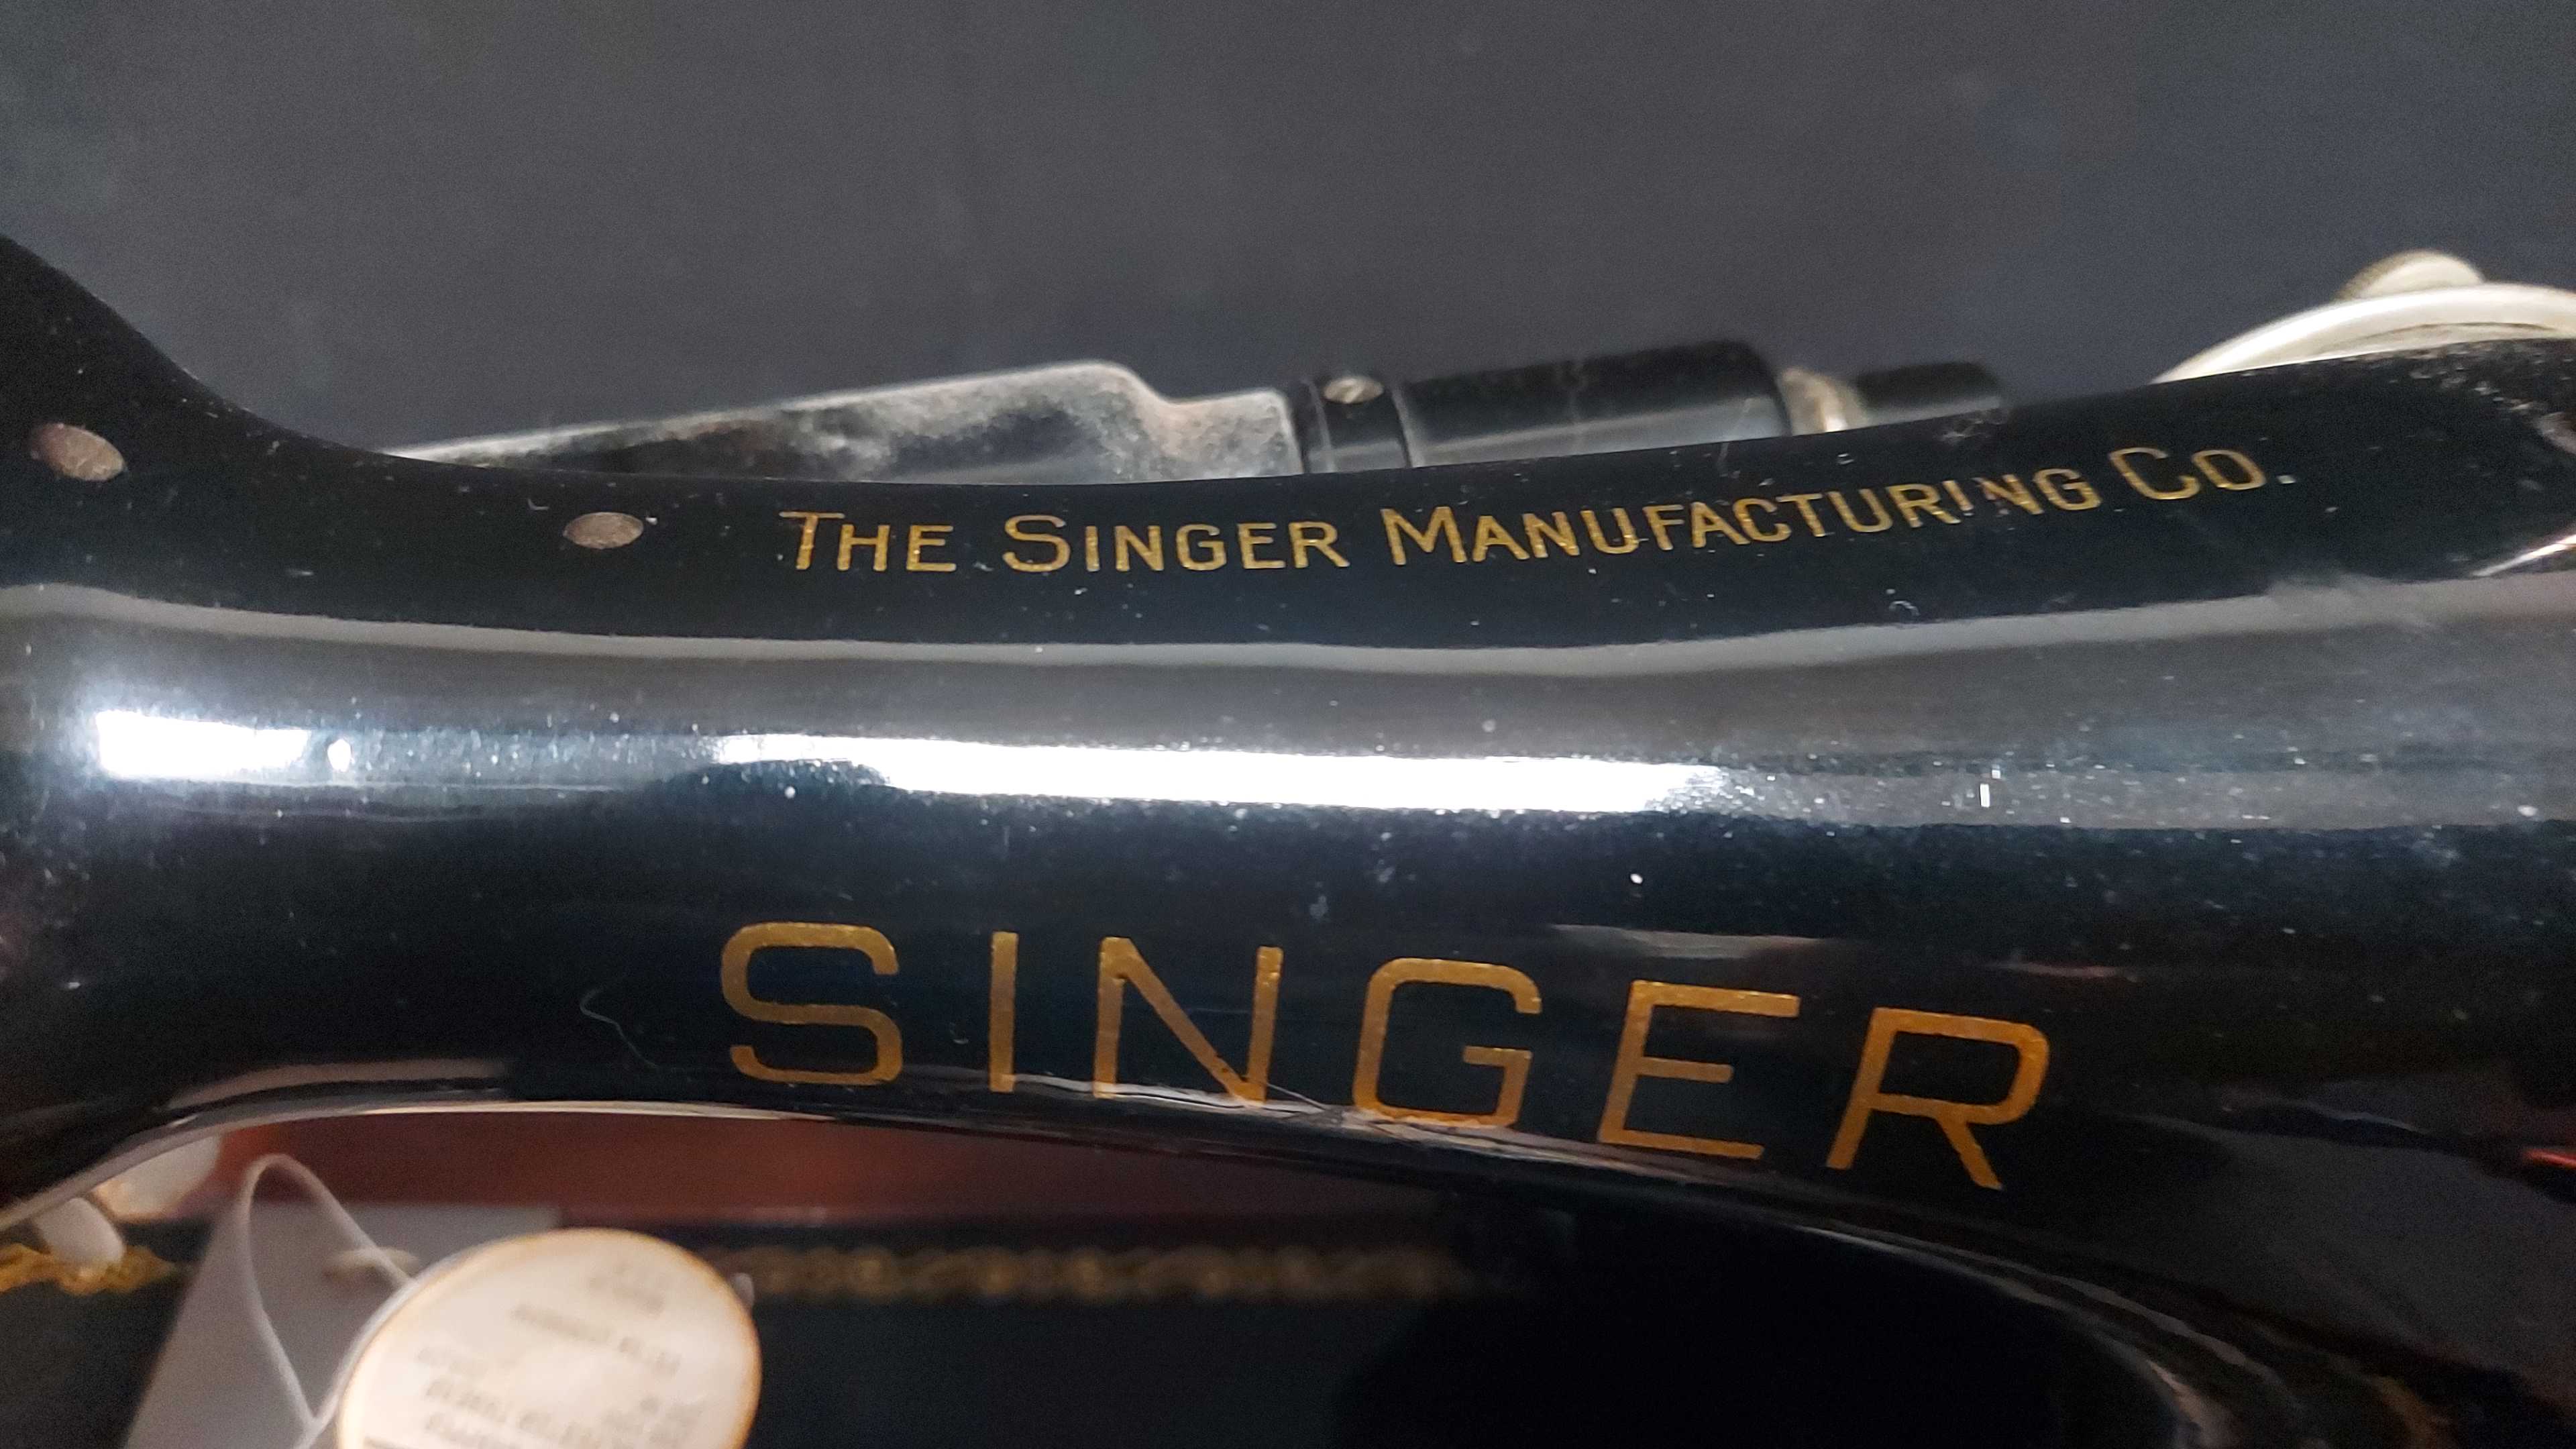 THE SINGER MANUFACTURING CO.
SINGER